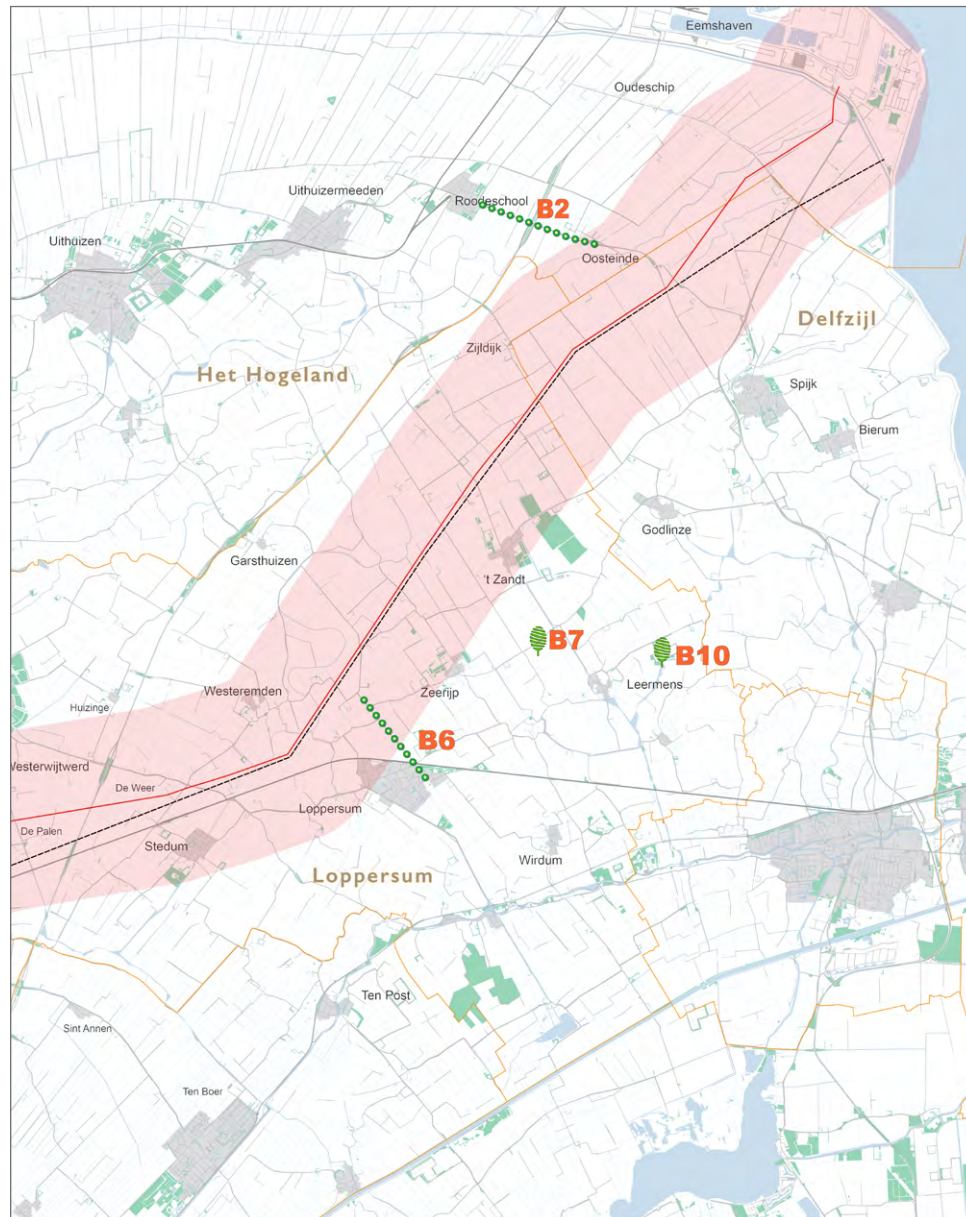 Eemshaven
Oudeschip
Uithuizermeeden
Roodeschool
B2
Uithuizen
Oosteinde
Delfzijl
Zijldijk
Het Hogeland
Spijk
Bierum
Godlinze
Garsthuizen
't Zandt
B7
B10
Leermens
Zeerijp
Westeremden
Huizinge
B6
Westerwijtwerd
De Weer
Loppersum
De Palen
Stedum
Wirdum
Loppersum
Ten Post
Sint Annen
Ten Boer